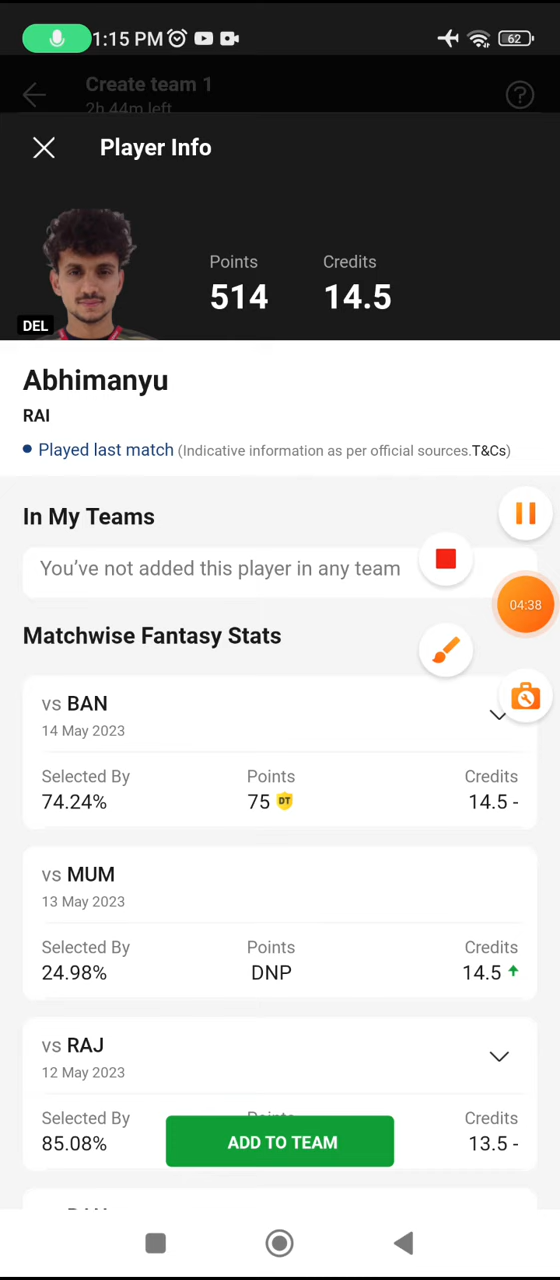 1:15 PM
62
Create team 1
2h 44m left
Player Info
Points
Credits
514
14.5
DEL
Abhimanyu
RAI
Played last match (Indicative information as per official sources.T&Cs)
In My Teams
You've not added this player in any team
04:38
Matchwise Fantasy Stats
vs BAN
14 May 2023
Selected By
Points
Credits
74.24%
75 DT
14.5 -
vs MUM
13 May 2023
Selected By
Points
Credits
24.98%
DNP
14.5
vs RAJ
12 May 2023
Selected By
Points
Credits
85.08%
ADD TO TEAM
13.5 -